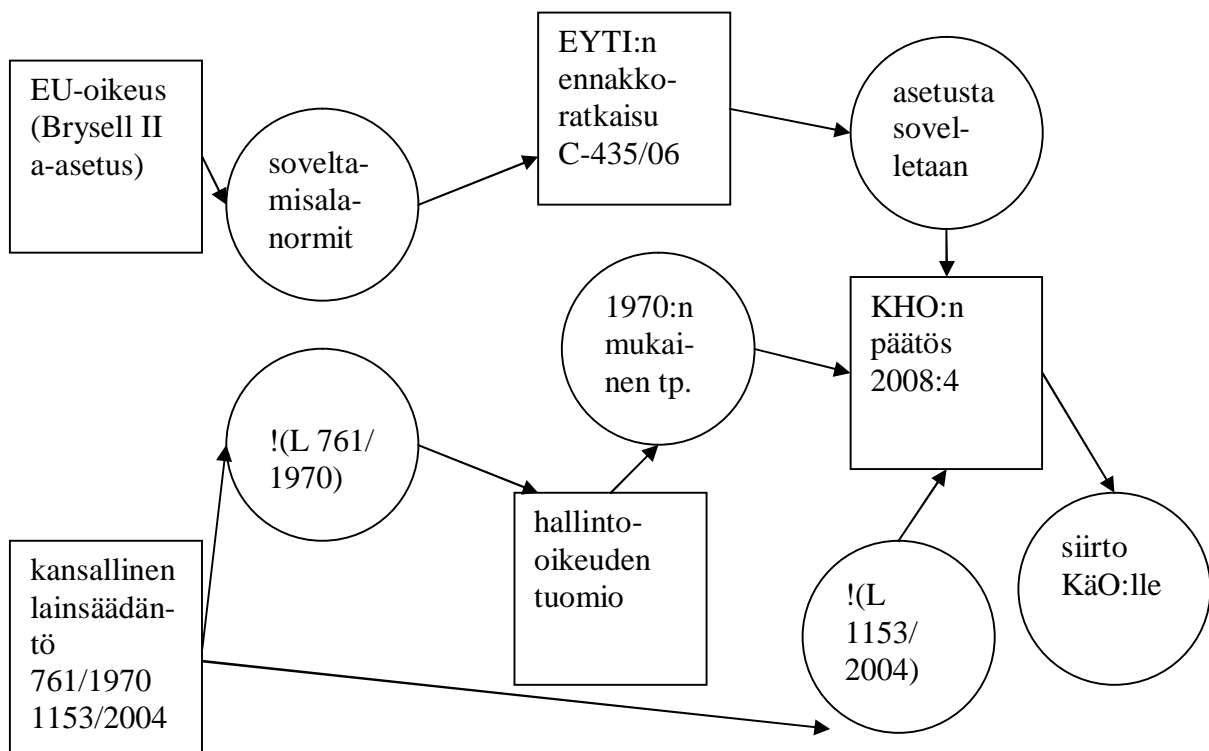 EU-oikeus
(Brysell II
a-asetus)
sovelta-
misala-
normit
EYTI:n
ennakko-
ratkaisu
C-435/06
asetusta
sovel-
letaan
1970:n
mukai-
nen tp.
KHO:n
päätös
2008:4
!(L 761/
1970)
hallinto-
oikeuden
tuomio
kansallinen
lainsäädän-
tö
761/1970
1153/2004
!(L
1153/
2004)
siirto
KäO:lle